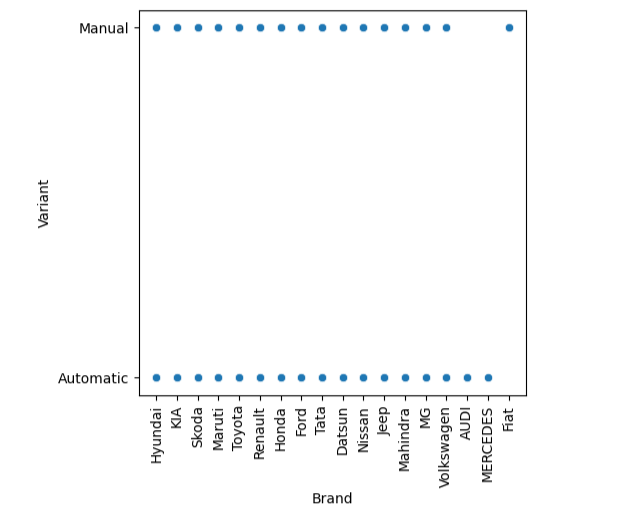 Manual
Variant
Automatic
Hyundai
KIA
Skoda
Maruti
Toyota
Renault
Honda
Ford
Tata
Datsun
Nissan
Jeep
Mahindra
MG
Volkswagen
AUDI
MERCEDES
Fiat
Brand